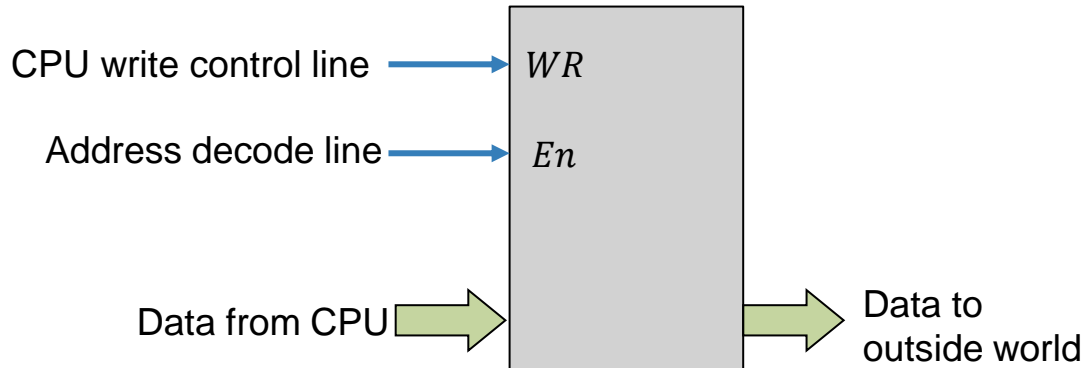 CPU write control line
WR
Address decode line
En
Data from CPU
Data to
outside world